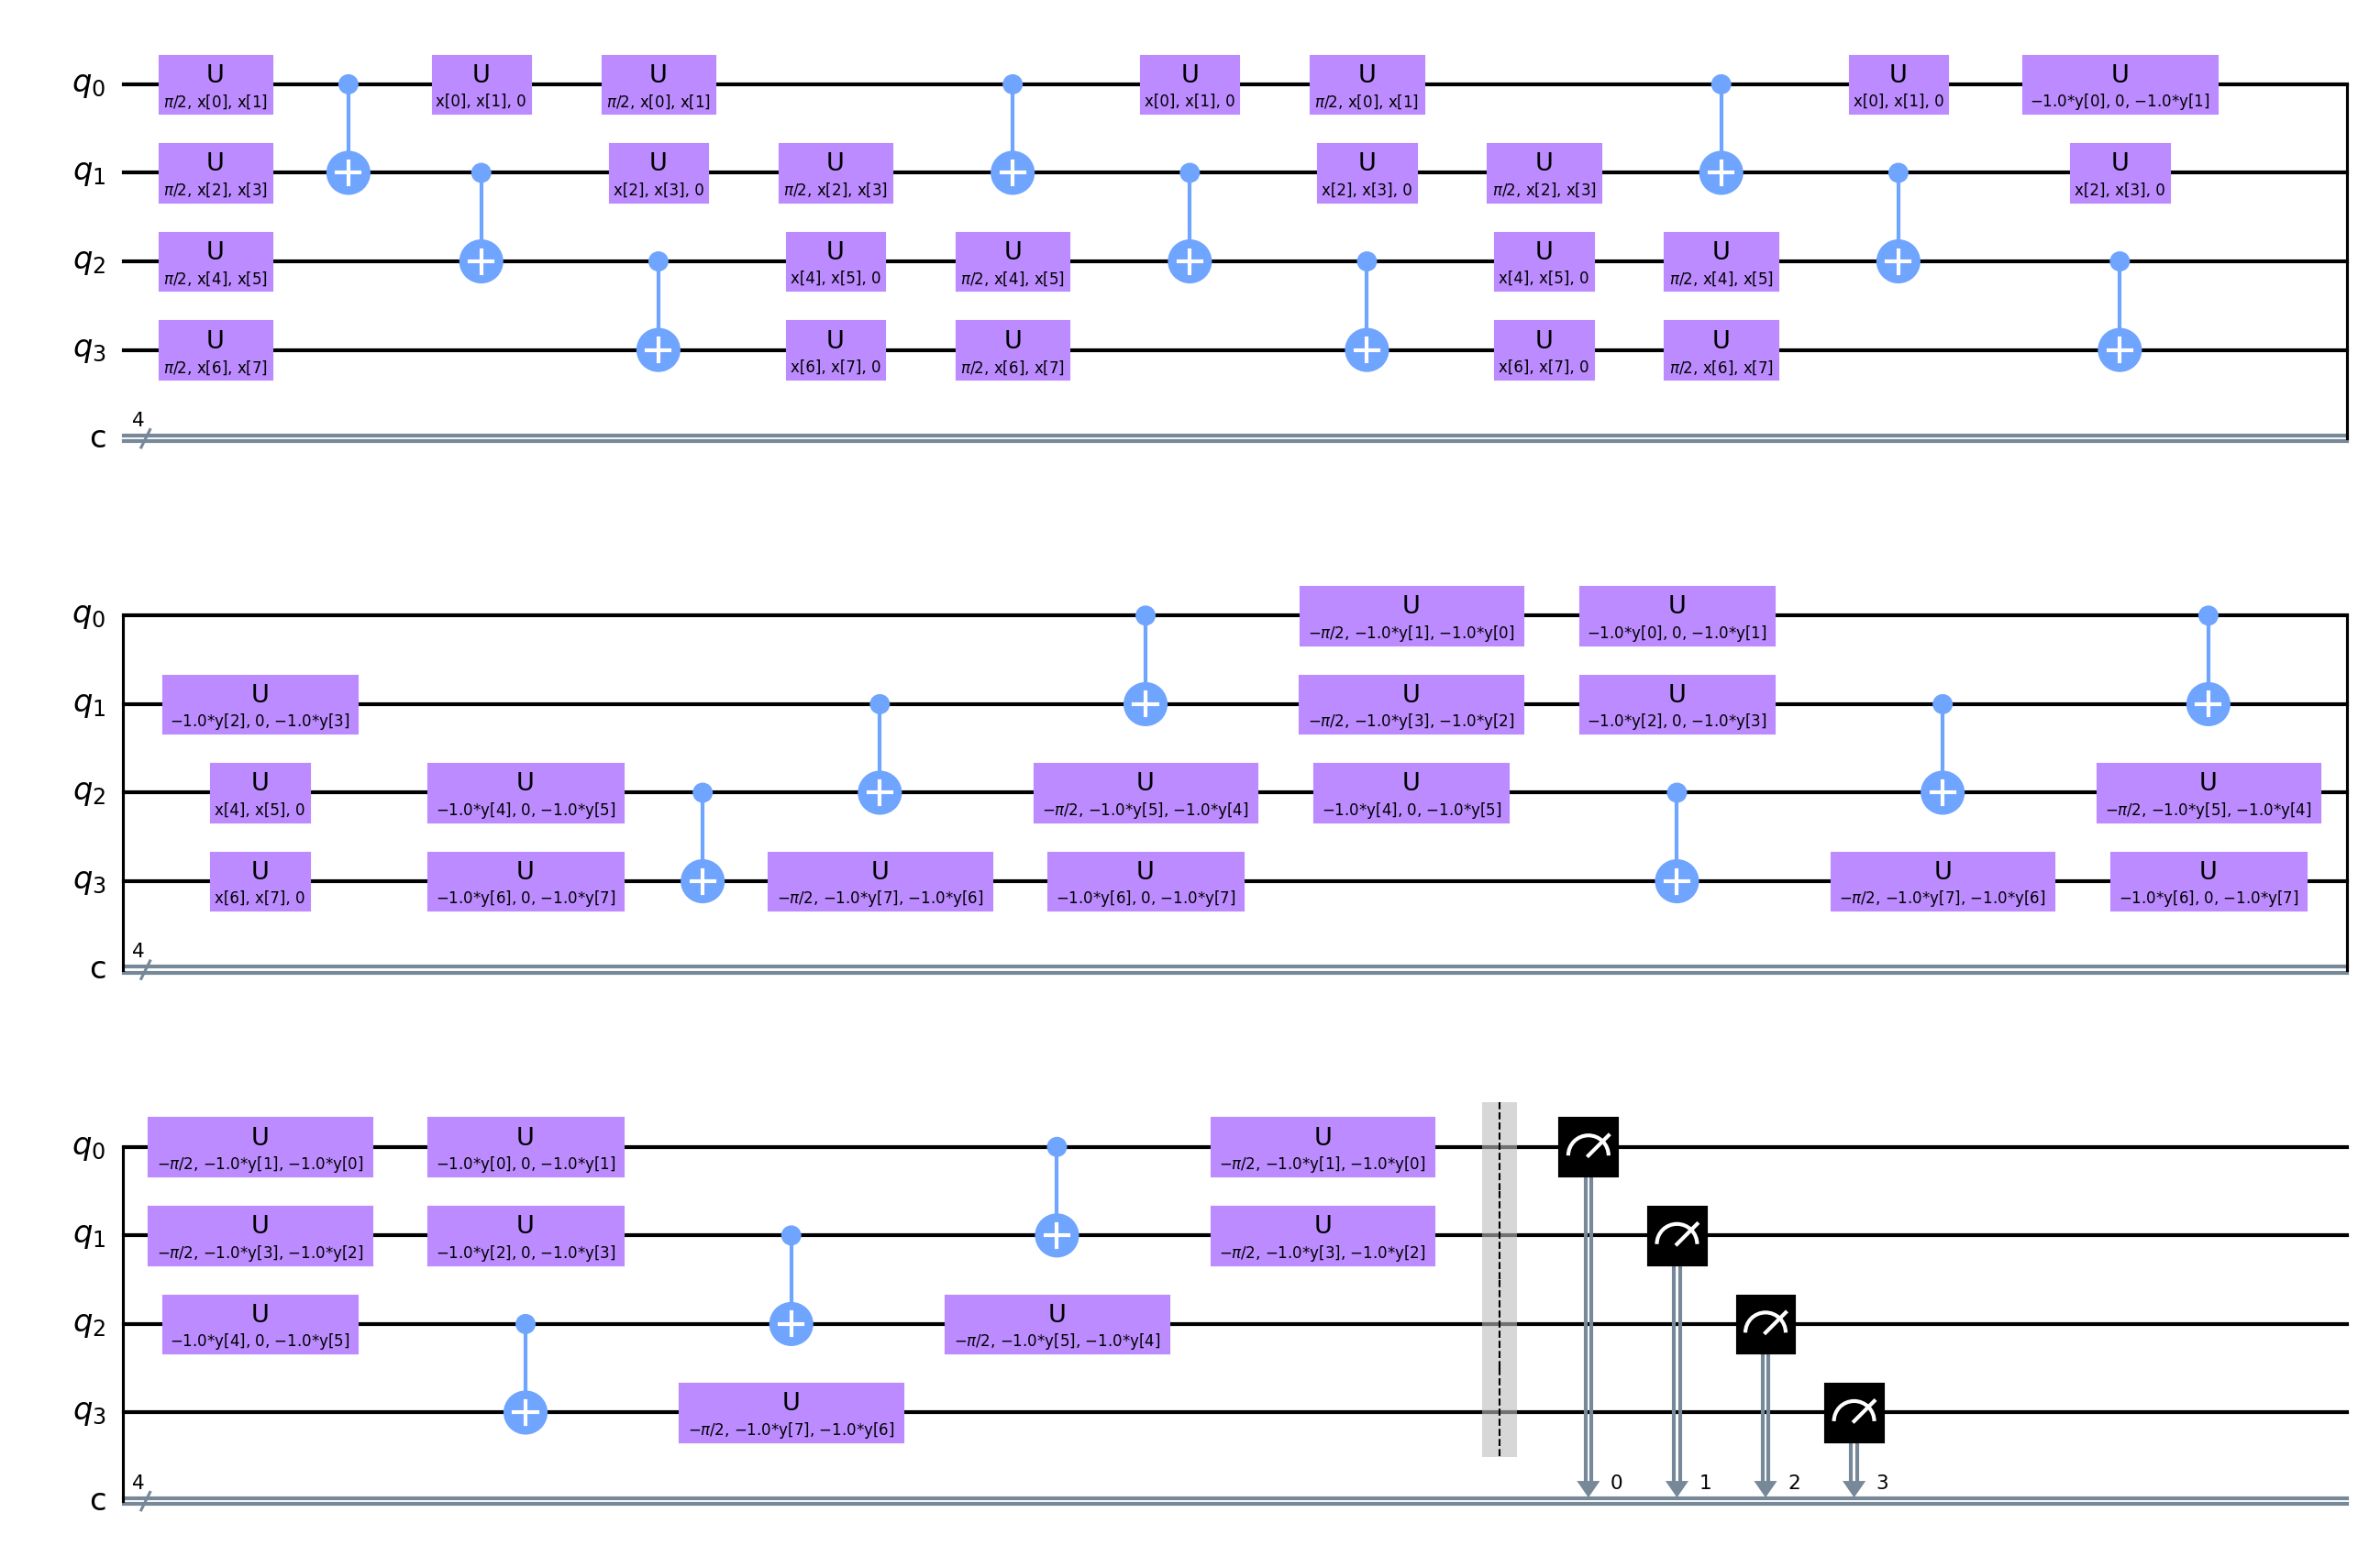 q0 U U U U U U U U
π/2, x[0], x[1] x[0], x[1], 0 π/2, x[0], x[1] x[0], x[1], 0 π/2, x[0], x[1] x[0], x[1], 0 −1.0*y[0], 0, −1.0*y[1]
q1 U U U U U U
π/2, x[2], x[3] x[2], x[3], 0 π/2, x[2], x[3] x[2], x[3], 0 π/2, x[2], x[3] x[2], x[3], 0
q2 U U U U U
π/2, x[4], x[5] x[4], x[5], 0 π/2, x[4], x[5] x[4], x[5], 0 π/2, x[4], x[5]
q3 U U U U U
π/2, x[6], x[7] x[6], x[7], 0 π/2, x[6], x[7] x[6], x[7], 0 π/2, x[6], x[7]
4
c
q0 U U
−π/2, −1.0*y[1], −1.0*y[0] −1.0*y[0], 0, −1.0*y[1]
q1 U U U
−1.0*y[2], 0, −1.0*y[3] −π/2, −1.0*y[3], −1.0*y[2] −1.0*y[2], 0, −1.0*y[3]
q2 U U U U U
x[4], x[5], 0 −1.0*y[4], 0, −1.0*y[5] −π/2, −1.0*y[5], −1.0*y[4] −1.0*y[4], 0, −1.0*y[5] −π/2, −1.0*y[5], −1.0*y[4]
q3 U U U U U U
x[6], x[7], 0 −1.0*y[6], 0, −1.0*y[7] −π/2, −1.0*y[7], −1.0*y[6] −1.0*y[6], 0, −1.0*y[7] −π/2, −1.0*y[7], −1.0*y[6] −1.0*y[6], 0, −1.0*y[7]
4
c
q0 U U U
−π/2, −1.0*y[1], −1.0*y[0] −1.0*y[0], 0, −1.0*y[1] −π/2, −1.0*y[1], −1.0*y[0]
q1 U U U
−π/2, −1.0*y[3], −1.0*y[2] −1.0*y[2], 0, −1.0*y[3] −π/2, −1.0*y[3], −1.0*y[2]
q2 U U
−1.0*y[4], 0, −1.0*y[5] −π/2, −1.0*y[5], −1.0*y[4]
q3 U
−π/2, −1.0*y[7], −1.0*y[6]
4 0 1 2 3
c